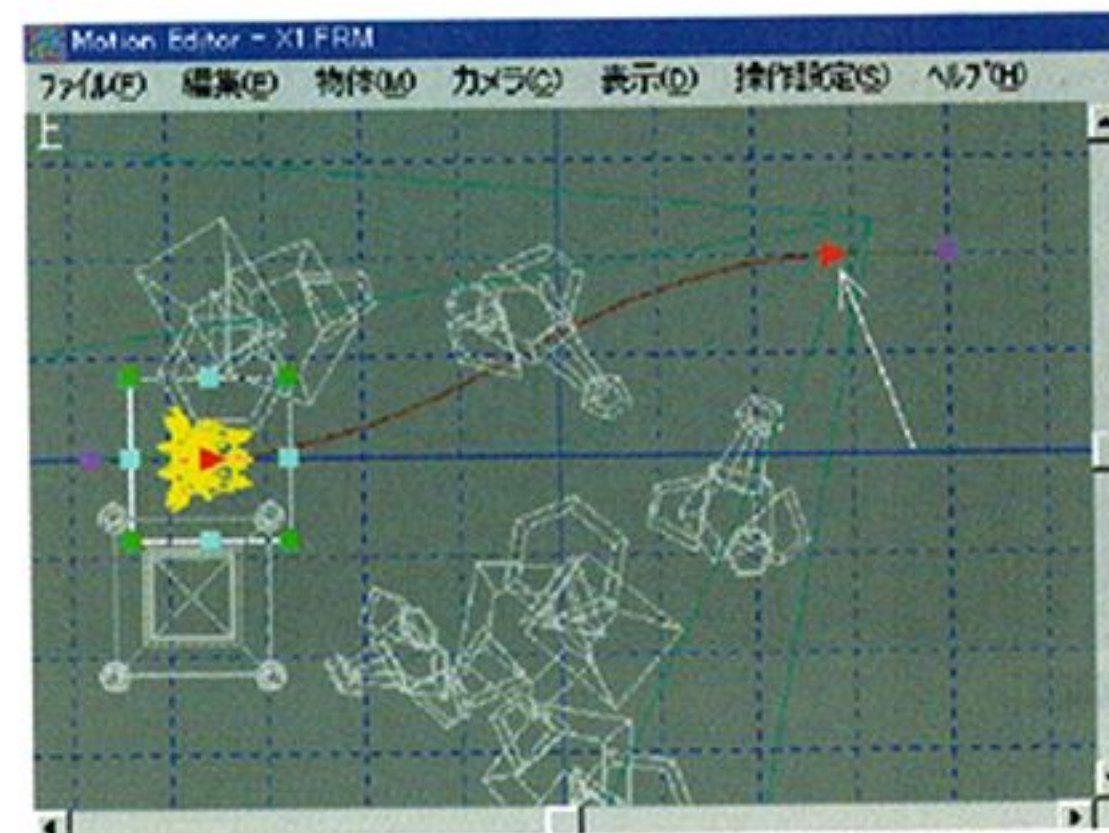 Motion Editor - X1.FRM
ファイル(F) 編集(E) 物体(M) カメラ(C) 表示(D) 操作設定(S) ヘルプ(H)
上